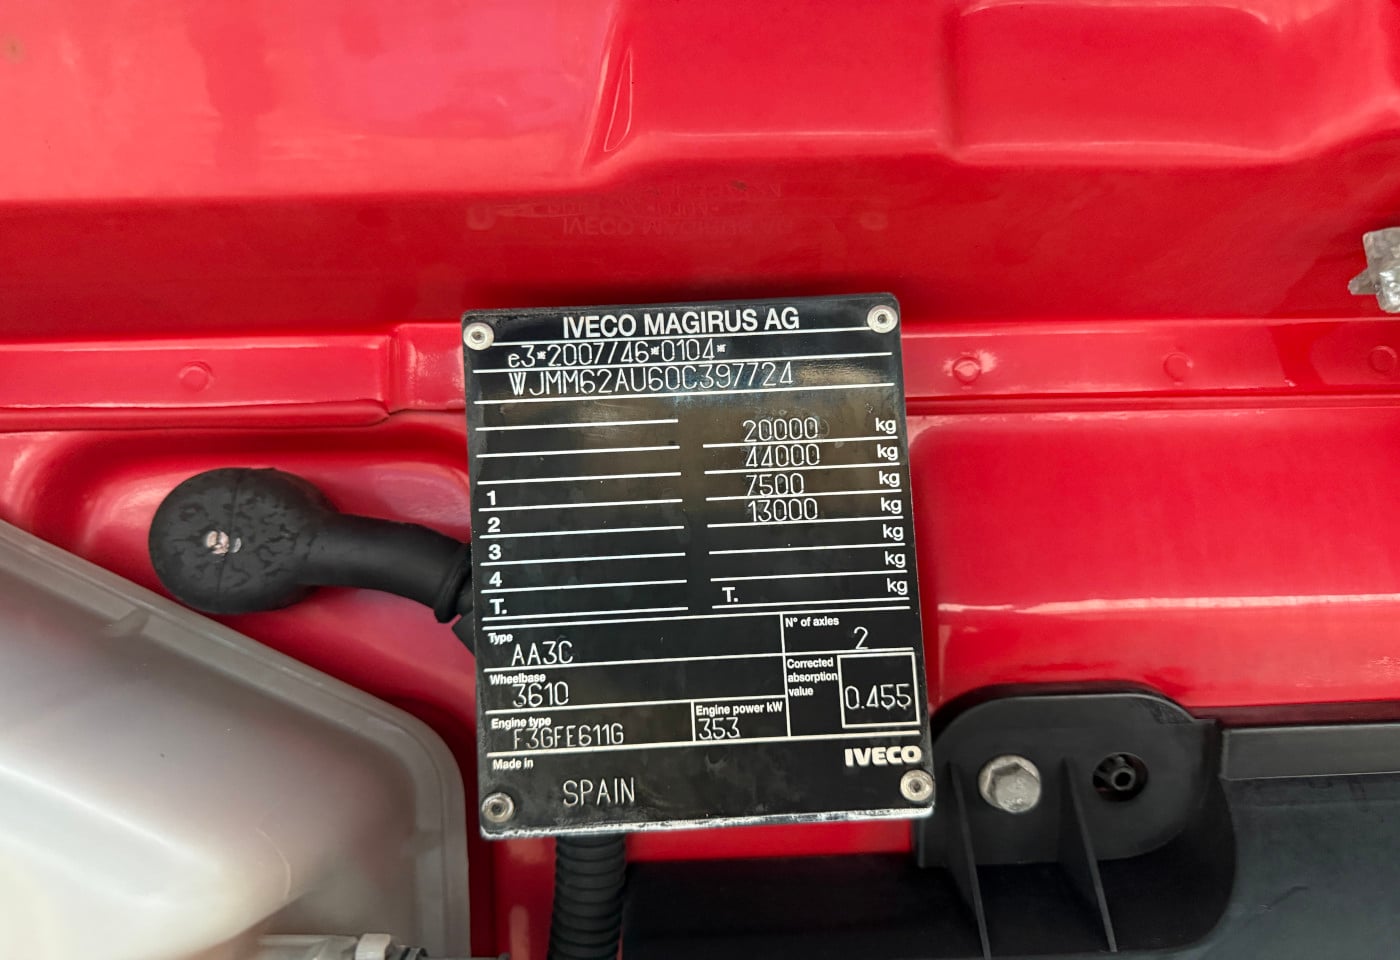 IVECO MAGIRUS AG
e3*2007/46*0104*
WJMM62AU60C397724
20000 kg
44000 kg
1 7500 kg
2 13000 kg
3 kg
4 kg
T. T. kg
Type AA3C N° of axles 2
Wheelbase 3610 Corrected absorption value 0.455
Engine type F3GFE611G Engine power kW 353
Made in SPAIN IVECO